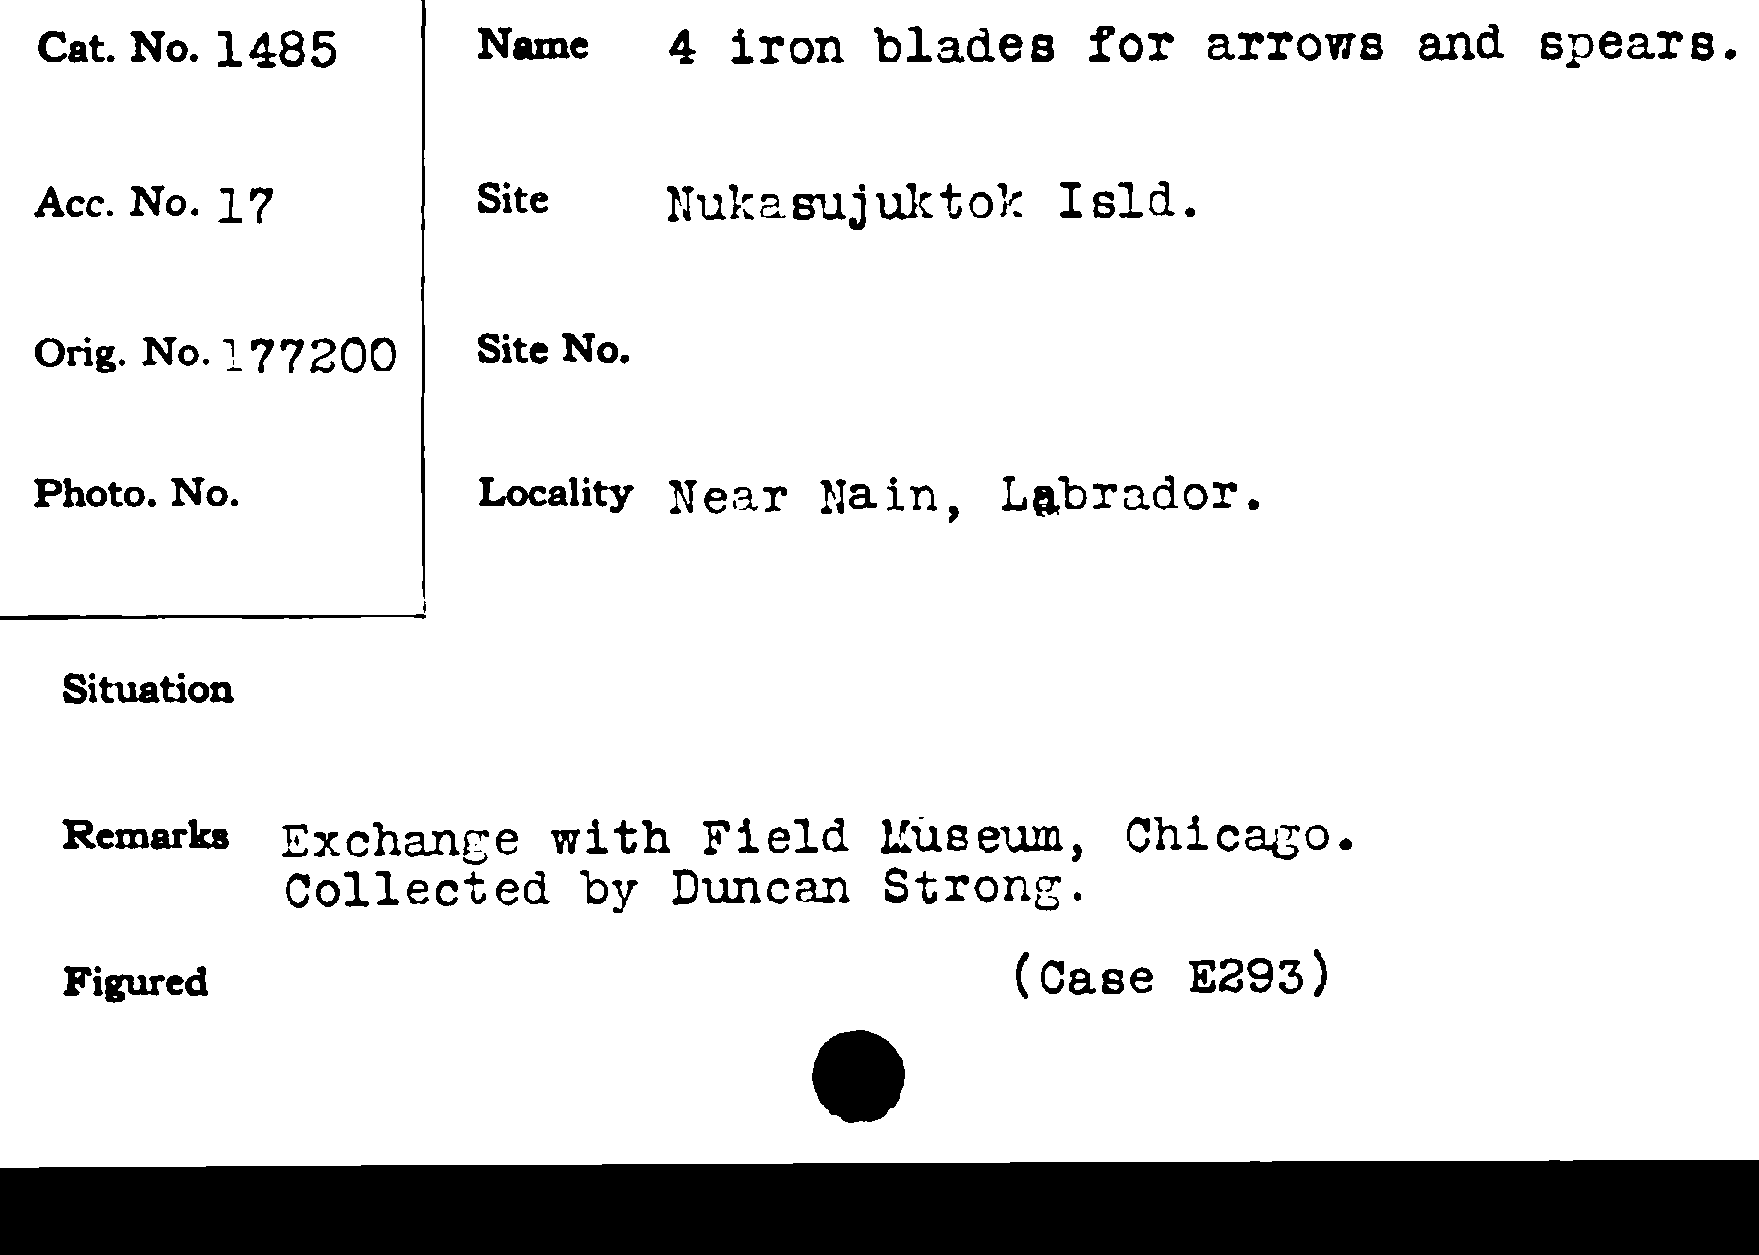 Cat. No. 1485
Name 4 iron blades for arrows and spears.
Acc. No. 17
Site Nukasujuktok Isld.
Orig. No. 177200
Site No.
Photo. No.
Locality Near Nain, Labrador.
Situation
Remarks Exchange with Field Museum, Chicago.
Collected by Duncan Strong.
Figured
(Case E293)